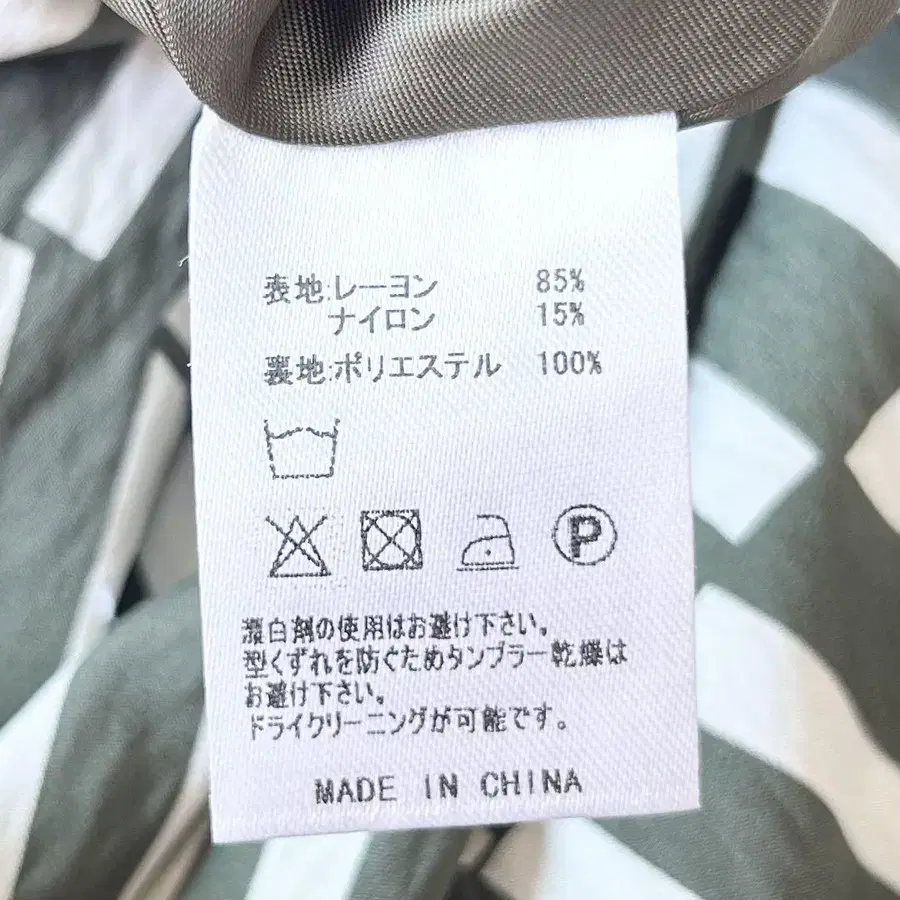 表地:レーヨン 85%
ナイロン 15%
裏地:ポリエステル 100%
P
漂白剤の使用はお避け下さい。
型くずれを防ぐためタンブラー乾燥は
お避け下さい。
ドライクリーニングが可能です。
MADE IN CHINA